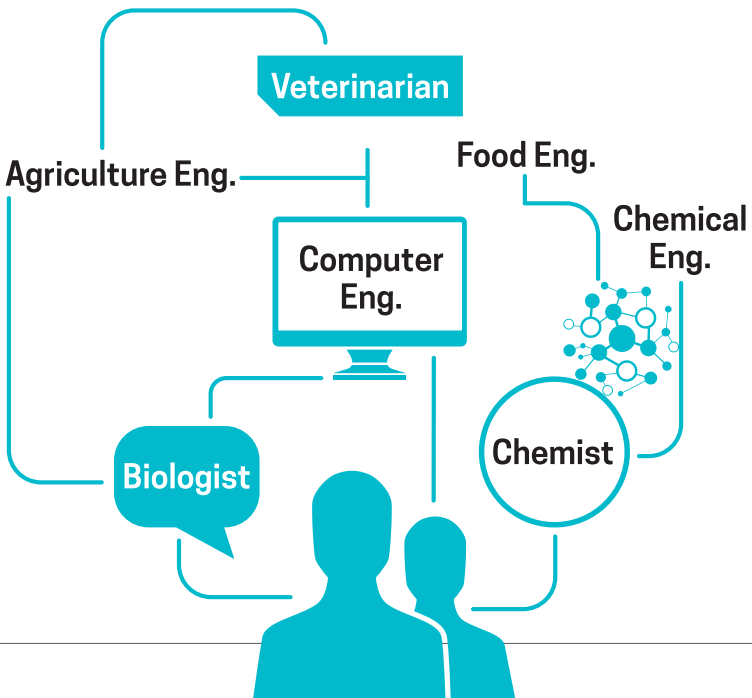 Veterinarian
Agriculture Eng.
Food Eng.
Chemical
Eng.
Computer
Eng.
Biologist
Chemist